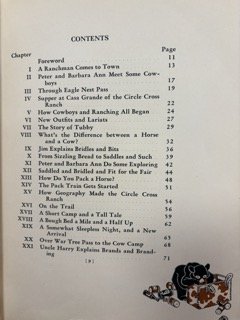 CONTENTS
Chapter Page
Foreword 11
I A Ranchman Comes to Town 13
II Peter and Barbara Ann Meet Some Cow-
boys 17
III Through Eagle Nest Pass 19
IV Supper at Casa Grande of the Circle Cross
Ranch 22
V How Cowboys and Ranching All Began 24
VI New Outfits and Lariats 27
VII The Story of Tubby 29
VIII What's the Difference between a Horse
and a Cow? 32
IX Jim Explains Bridles and Bits 35
X From Sizzling Bread to Saddles and Such 39
XI Peter and Barbara Ann Do Some Exploring 42
XII Saddled and Bridled and Fit for the Fair 44
XIII How Do You Pack a Horse? 48
XIV The Pack Train Gets Started 51
XV How Geography Made the Circle Cross
Ranch 54
XVI On the Trail 56
XVII A Short Camp and a Tall Tale 59
XVIII A Rough Bed a Mile and a Half Up 62
XIX A Somewhat Sleepless Night, and a New
Arrival 65
XX Over War Tree Pass to the Cow Camp 68
XXI Uncle Harry Explains Brands and Brand-
ing 71
[ 9 ]